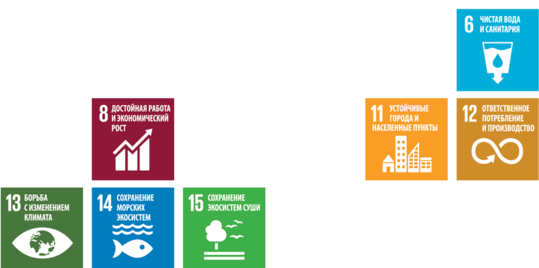 6 ЧИСТАЯ ВОДА
И САНИТАРИЯ
8 ДОСТОЙНАЯ РАБОТА
И ЭКОНОМИЧЕСКИЙ
РОСТ
11 УСТОЙЧИВЫЕ
ГОРОДА И
НАСЕЛЕННЫЕ ПУНКТЫ
12 ОТВЕТСТВЕННОЕ
ПОТРЕБЛЕНИЕ
И ПРОИЗВОДСТВО
13 БОРЬБА
С ИЗМЕНЕНИЕМ
КЛИМАТА
14 СОХРАНЕНИЕ
МОРСКИХ
ЭКОСИСТЕМ
15 СОХРАНЕНИЕ
ЭКОСИСТЕМ СУШИ